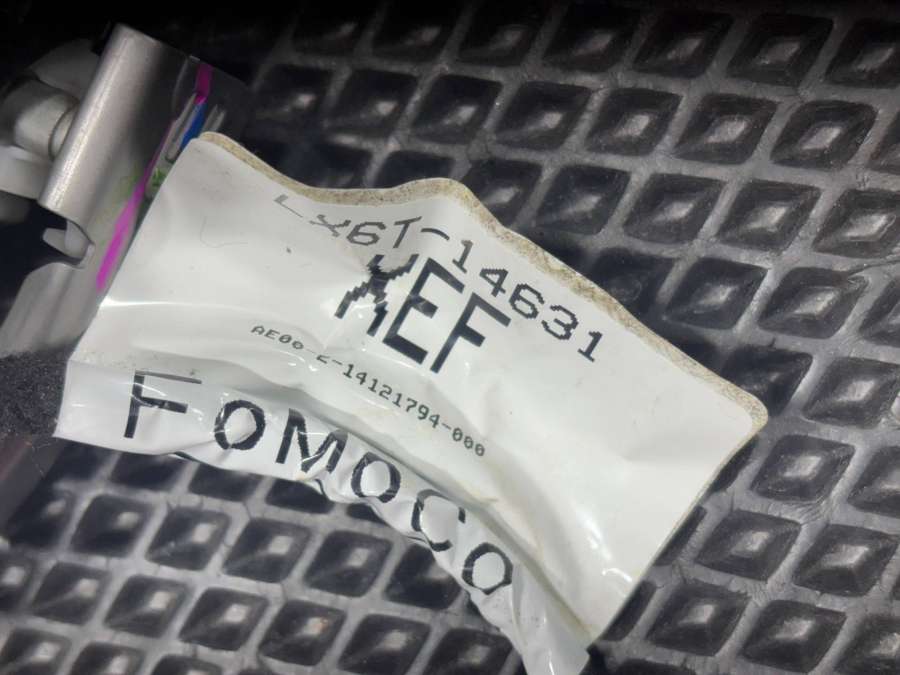 LX6T-14631
XEF
AE00-E-14121794-000
FOMOCO